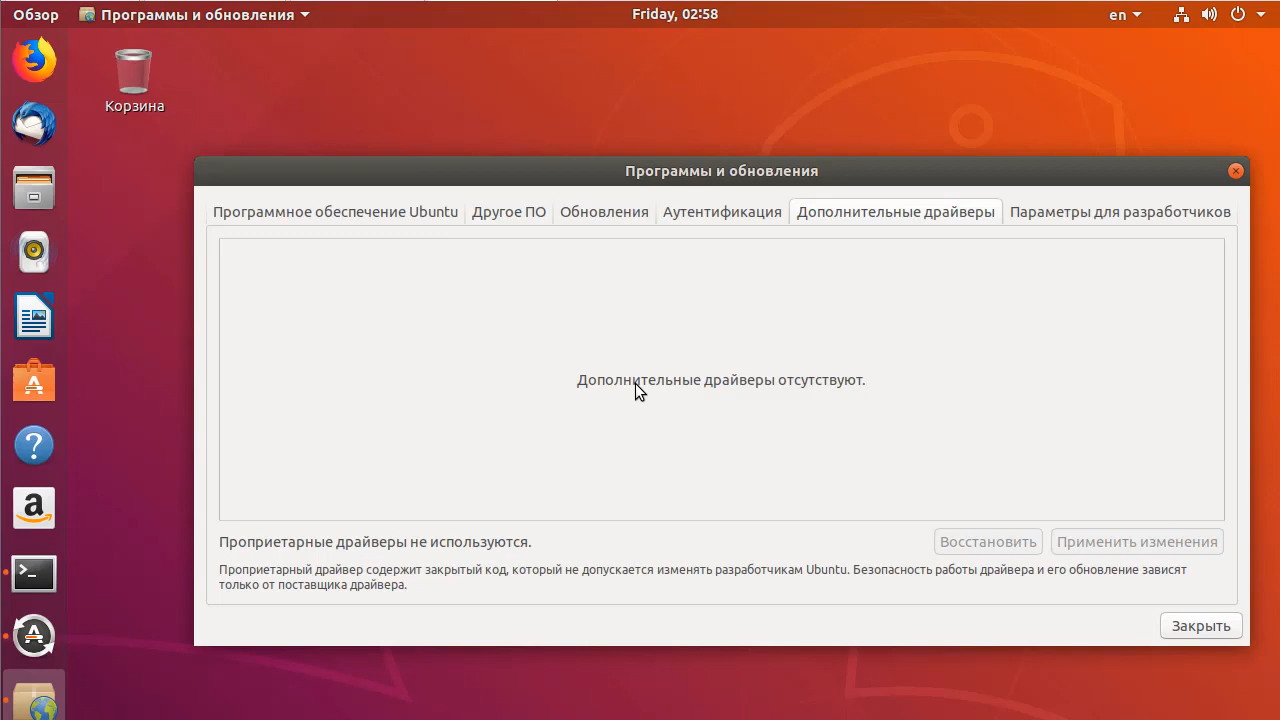 Обзор
Программы и обновления
Friday, 02:58
en
Корзина
Программы и обновления
Программное обеспечение Ubuntu
Другое ПО
Обновления
Аутентификация
Дополнительные драйверы
Параметры для разработчиков
Дополнительные драйверы отсутствуют.
Проприетарные драйверы не используются.
Восстановить
Применить изменения
Проприетарный драйвер содержит закрытый код, который не допускается изменять разработчикам Ubuntu. Безопасность работы драйвера и его обновление зависят
только от поставщика драйвера.
Закрыть